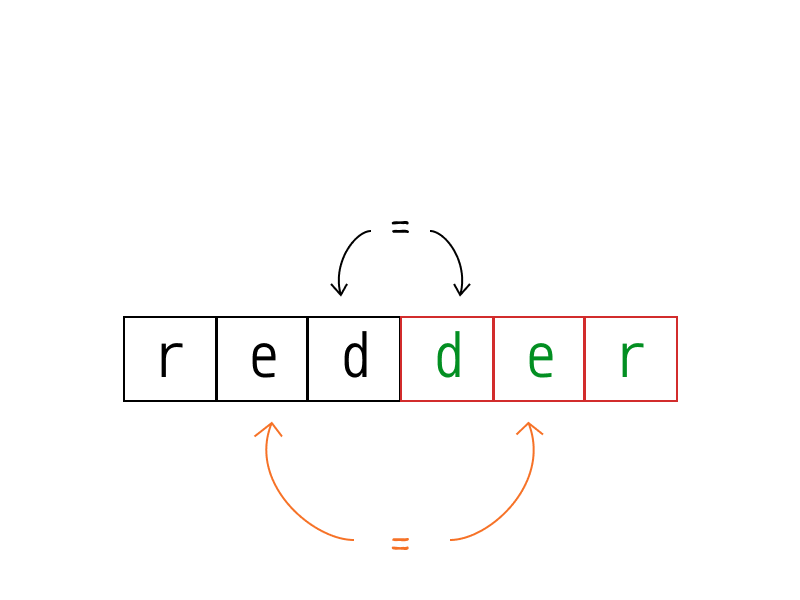 =
r e d d e r
=